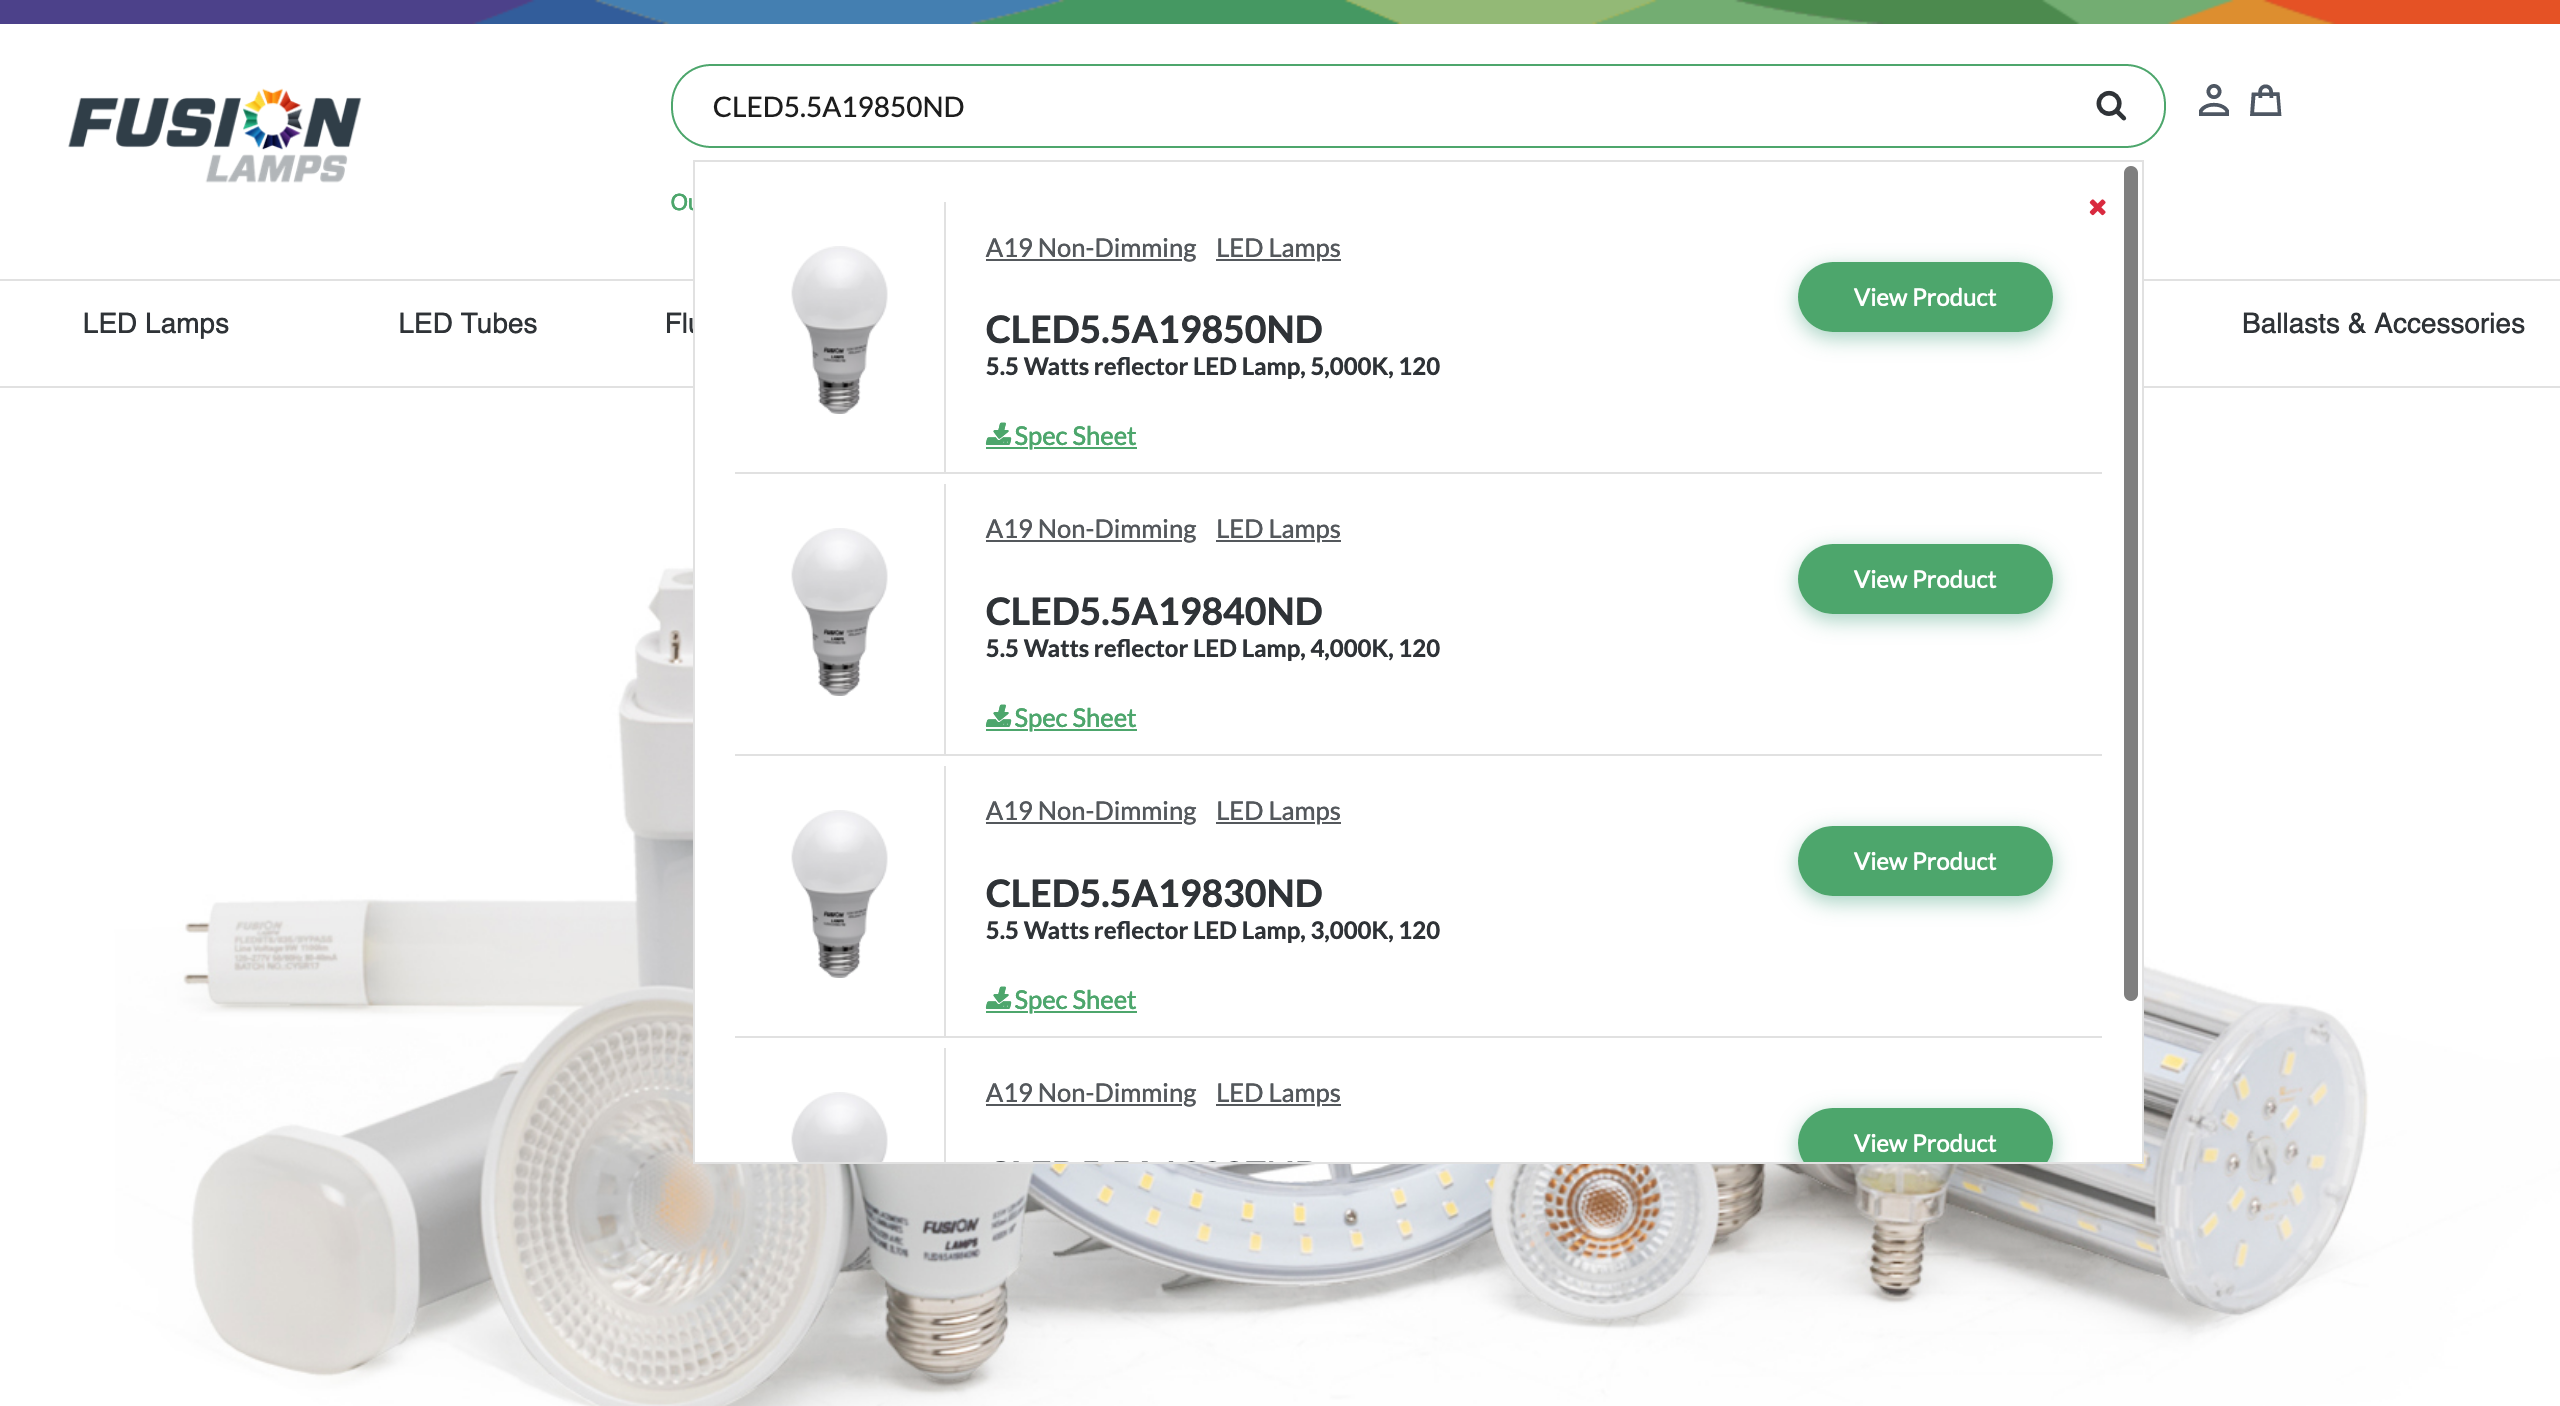 FUSION
LAMPS
CLED5.5A19850ND
Ou
LED Lamps
LED Tubes
Flu
Ballasts & Accessories
A19 Non-Dimming LED Lamps
View Product
CLED5.5A19850ND
5.5 Watts reflector LED Lamp, 5,000K, 120
Spec Sheet
A19 Non-Dimming LED Lamps
View Product
CLED5.5A19840ND
5.5 Watts reflector LED Lamp, 4,000K, 120
Spec Sheet
A19 Non-Dimming LED Lamps
View Product
CLED5.5A19830ND
5.5 Watts reflector LED Lamp, 3,000K, 120
Spec Sheet
A19 Non-Dimming LED Lamps
View Product
FUSION
LAMPS
FUSION
LAMPS